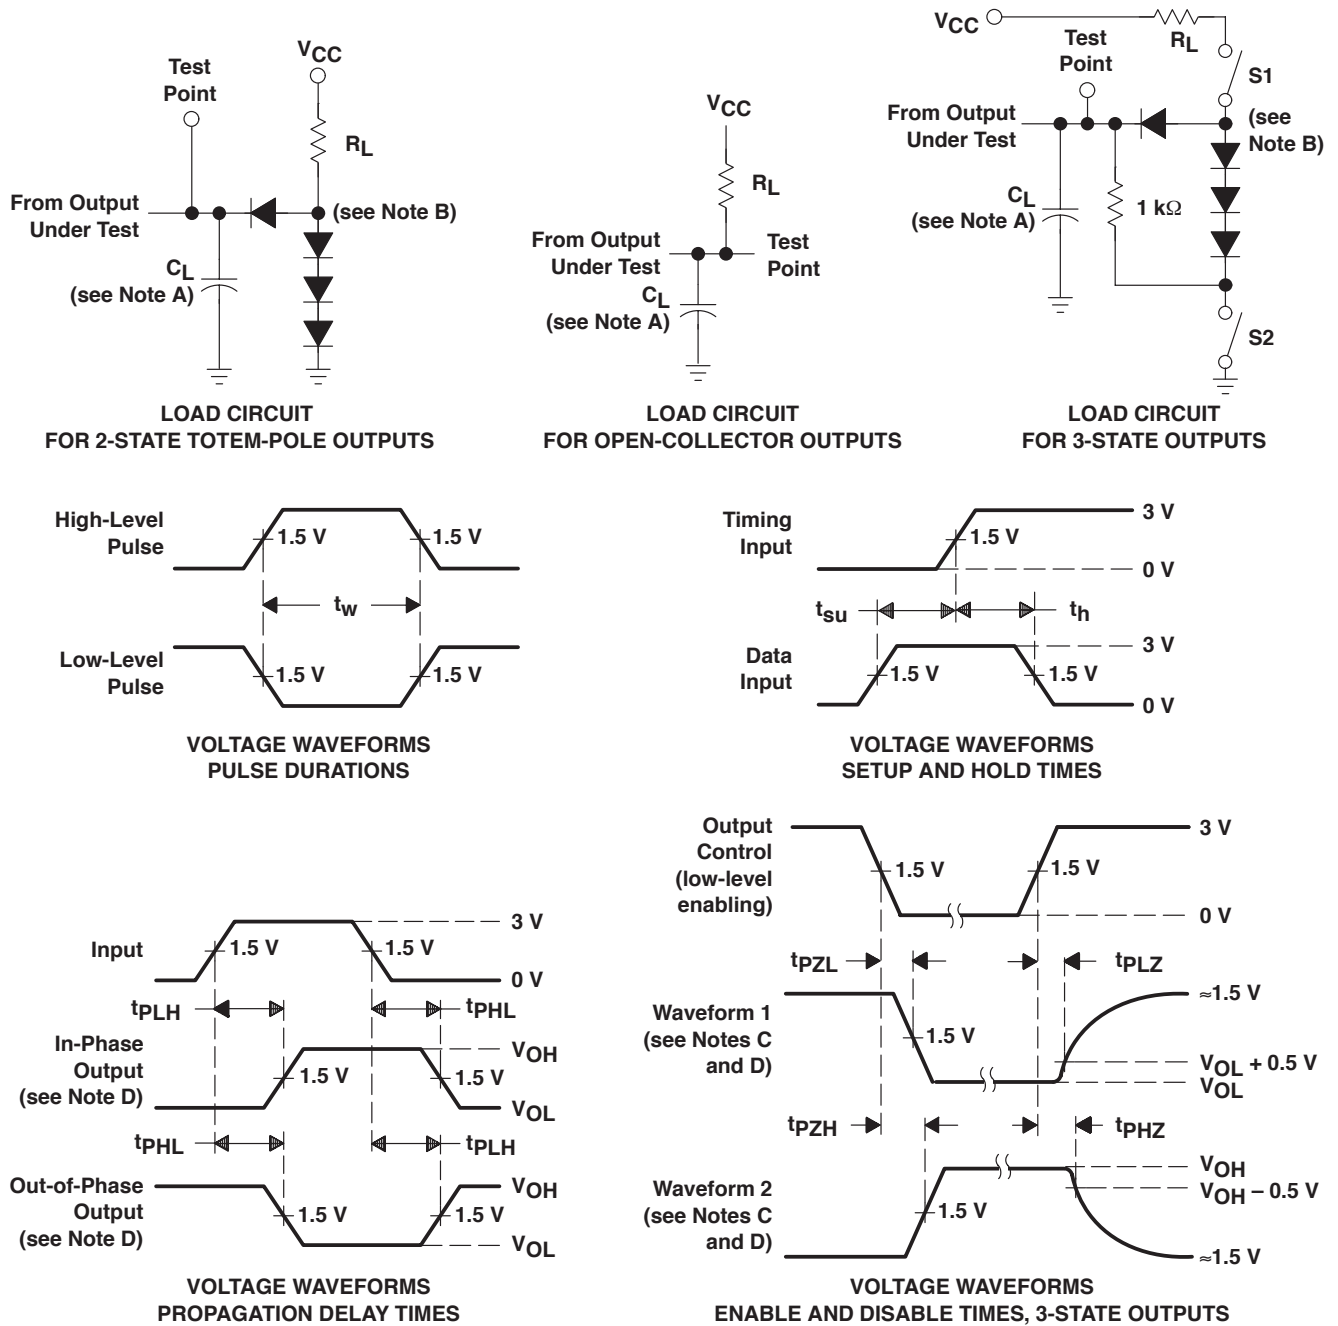 VCC
Test
Point
RL
From Output
Under Test
(see Note B)
CL
(see Note A)
LOAD CIRCUIT
FOR 2-STATE TOTEM-POLE OUTPUTS
VCC
RL
From Output
Under Test
Test
Point
CL
(see Note A)
LOAD CIRCUIT
FOR OPEN-COLLECTOR OUTPUTS
VCC
RL
Test
Point
S1
From Output
Under Test
(see
Note B)
CL
(see Note A)
1 kΩ
S2
LOAD CIRCUIT
FOR 3-STATE OUTPUTS
High-Level
Pulse
1.5 V
1.5 V
tw
Low-Level
Pulse
1.5 V
1.5 V
VOLTAGE WAVEFORMS
PULSE DURATIONS
Timing
Input
1.5 V
3 V
0 V
tsu
th
Data
Input
1.5 V
1.5 V
3 V
0 V
VOLTAGE WAVEFORMS
SETUP AND HOLD TIMES
Input
1.5 V
1.5 V
3 V
0 V
tPLH
tPHL
In-Phase
Output
(see Note D)
1.5 V
1.5 V
VOH
VOL
tPHL
tPLH
Out-of-Phase
Output
(see Note D)
1.5 V
1.5 V
VOH
VOL
VOLTAGE WAVEFORMS
PROPAGATION DELAY TIMES
Output
Control
(low-level
enabling)
1.5 V
1.5 V
3 V
0 V
tPZL
tPLZ
Waveform 1
(see Notes C
and D)
1.5 V
≈1.5 V
VOL + 0.5 V
VOL
tPZH
tPHZ
Waveform 2
(see Notes C
and D)
1.5 V
VOH
VOH – 0.5 V
≈1.5 V
VOLTAGE WAVEFORMS
ENABLE AND DISABLE TIMES, 3-STATE OUTPUTS